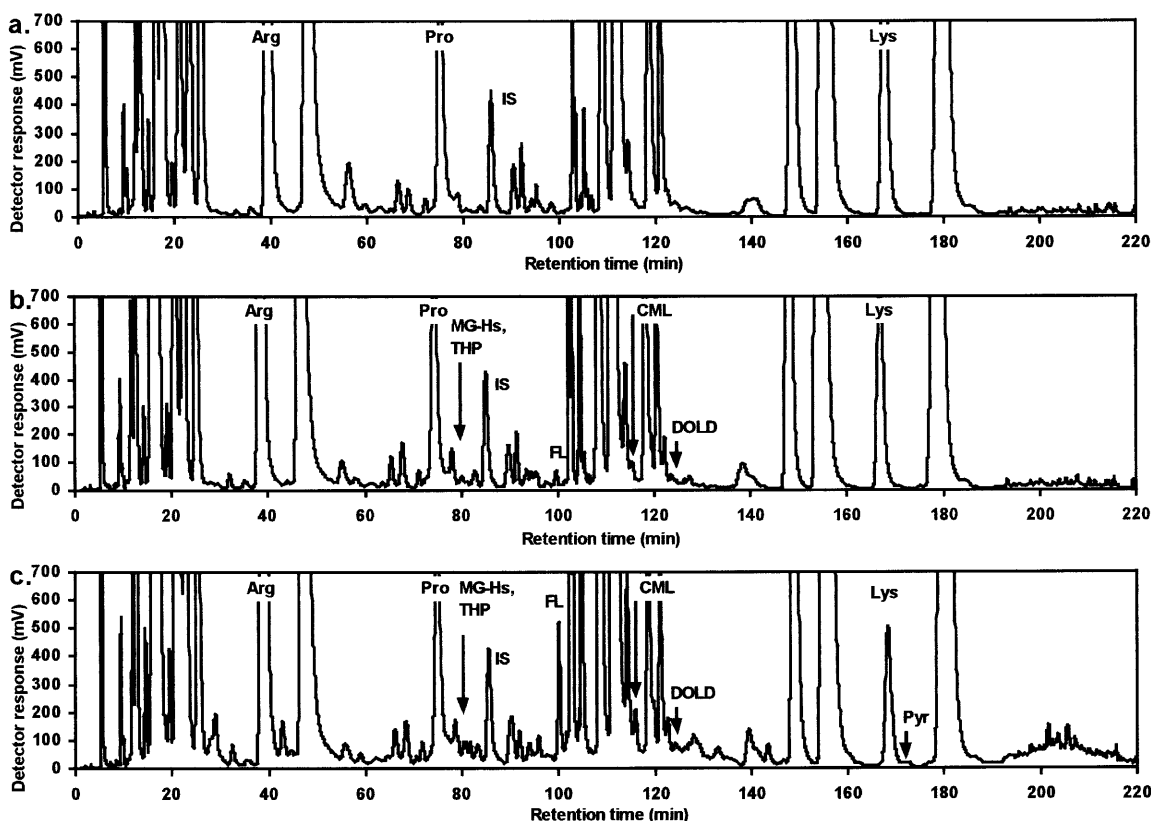 a.
Detector response (mV)
700
600
500
400
300
200
100
0
Arg
Pro
IS
Lys
0 20 40 60 80 100 120 140 160 180 200 220
Retention time (min)
b.
Detector response (mV)
700
600
500
400
300
200
100
0
Arg
Pro
MG-Hs,
THP
IS
FL
CML
DOLD
Lys
0 20 40 60 80 100 120 140 160 180 200 220
Retention time (min)
c.
Detector response (mV)
700
600
500
400
300
200
100
0
Arg
Pro
MG-Hs,
THP
IS
FL
CML
DOLD
Lys
Pyr
0 20 40 60 80 100 120 140 160 180 200 220
Retention time (min)